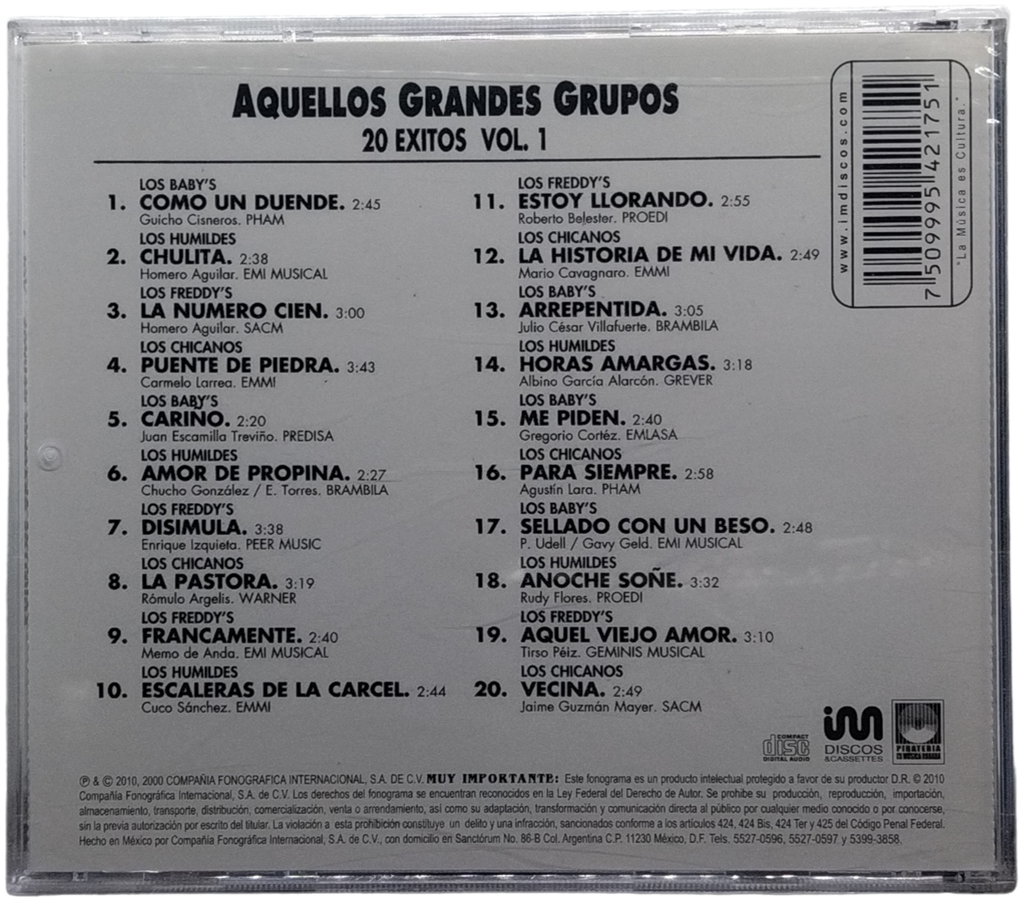 AQUELLOS GRANDES GRUPOS
20 EXITOS VOL. 1
LOS BABY'S
1. COMO UN DUENDE. 2:45
Guicho Cisneros. PHAM
LOS HUMILDES
2. CHULITA. 2:38
Homero Aguilar. EMI MUSICAL
LOS FREDDY'S
3. LA NUMERO CIEN. 3:00
Homero Aguilar. SACM
LOS CHICANOS
4. PUENTE DE PIEDRA. 3:43
Carmelo Larrea. EMMI
LOS BABY'S
5. CARINO. 2:20
Juan Escamilla Treviño. PREDISA
LOS HUMILDES
6. AMOR DE PROPINA. 2:27
Chucho González / E. Torres. BRAMBILA
LOS FREDDY'S
7. DISIMULA. 3:38
Enrique Izquieta. PEER MUSIC
LOS CHICANOS
8. LA PASTORA. 3:19
Rómulo Argelis. WARNER
LOS FREDDY'S
9. FRANCAMENTE. 2:40
Memo de Anda. EMI MUSICAL
LOS HUMILDES
10. ESCALERAS DE LA CARCEL. 2:44
Cuco Sánchez. EMMI
LOS FREDDY'S
11. ESTOY LLORANDO. 2:55
Roberto Belester. PROEDI
LOS CHICANOS
12. LA HISTORIA DE MI VIDA. 2:49
Mario Cavagnaro. EMMI
LOS BABY'S
13. ARREPENTIDA. 3:05
Julio César Villafuerte. BRAMBILA
LOS HUMILDES
14. HORAS AMARGAS. 3:18
Albino García Alarcón. GREVER
LOS BABY'S
15. ME PIDEN. 2:40
Gregorio Cortéz. EMLASA
LOS CHICANOS
16. PARA SIEMPRE. 2:58
Agustín Lara. PHAM
LOS BABY'S
17. SELLADO CON UN BESO. 2:48
P. Udell / Gavy Geld. EMI MUSICAL
LOS HUMILDES
18. ANOCHE SOÑE. 3:32
Rudy Flores. PROEDI
LOS FREDDY'S
19. AQUEL VIEJO AMOR. 3:10
Tirso Péiz. GEMINIS MUSICAL
LOS CHICANOS
20. VECINA. 2:49
Jaime Guzmán Mayer. SACM
www.imdiscos.com
7 509995 421751
"La Música es Cultura."
COMPACT
disc
DIGITAL AUDIO
im
DISCOS
&CASSETTES
PIRATERIA
℗ & © 2010, 2000 COMPAÑIA FONOGRAFICA INTERNACIONAL, S.A. DE C.V. MUY IMPORTANTE: Este fonograma es un producto intelectual protegido a favor de su productor D.R. © 2010
Compañía Fonográfica Internacional, S.A. de C.V. Los derechos del fonograma se encuentran reconocidos en la Ley Federal del Derecho de Autor. Se prohibe su producción, reproducción, importación,
almacenamiento, transporte, distribución, comercialización, venta o arrendamiento, así como su adaptación, transformación y comunicación directa al público por cualquier medio conocido o por conocerse,
sin la previa autorización por escrito del titular. La violación a esta prohibición constituye un delito y una infracción, sancionados conforme a los artículos 424, 424 Bis, 424 Ter y 425 del Código Penal Federal.
Hecho en México por Compañía Fonográfica Internacional, S.A. de C.V., con domicilio en Sanctórum No. 86-B Col. Argentina C.P. 11230 México, D.F. Tels. 5527-0596, 5527-0597 y 5399-3858.